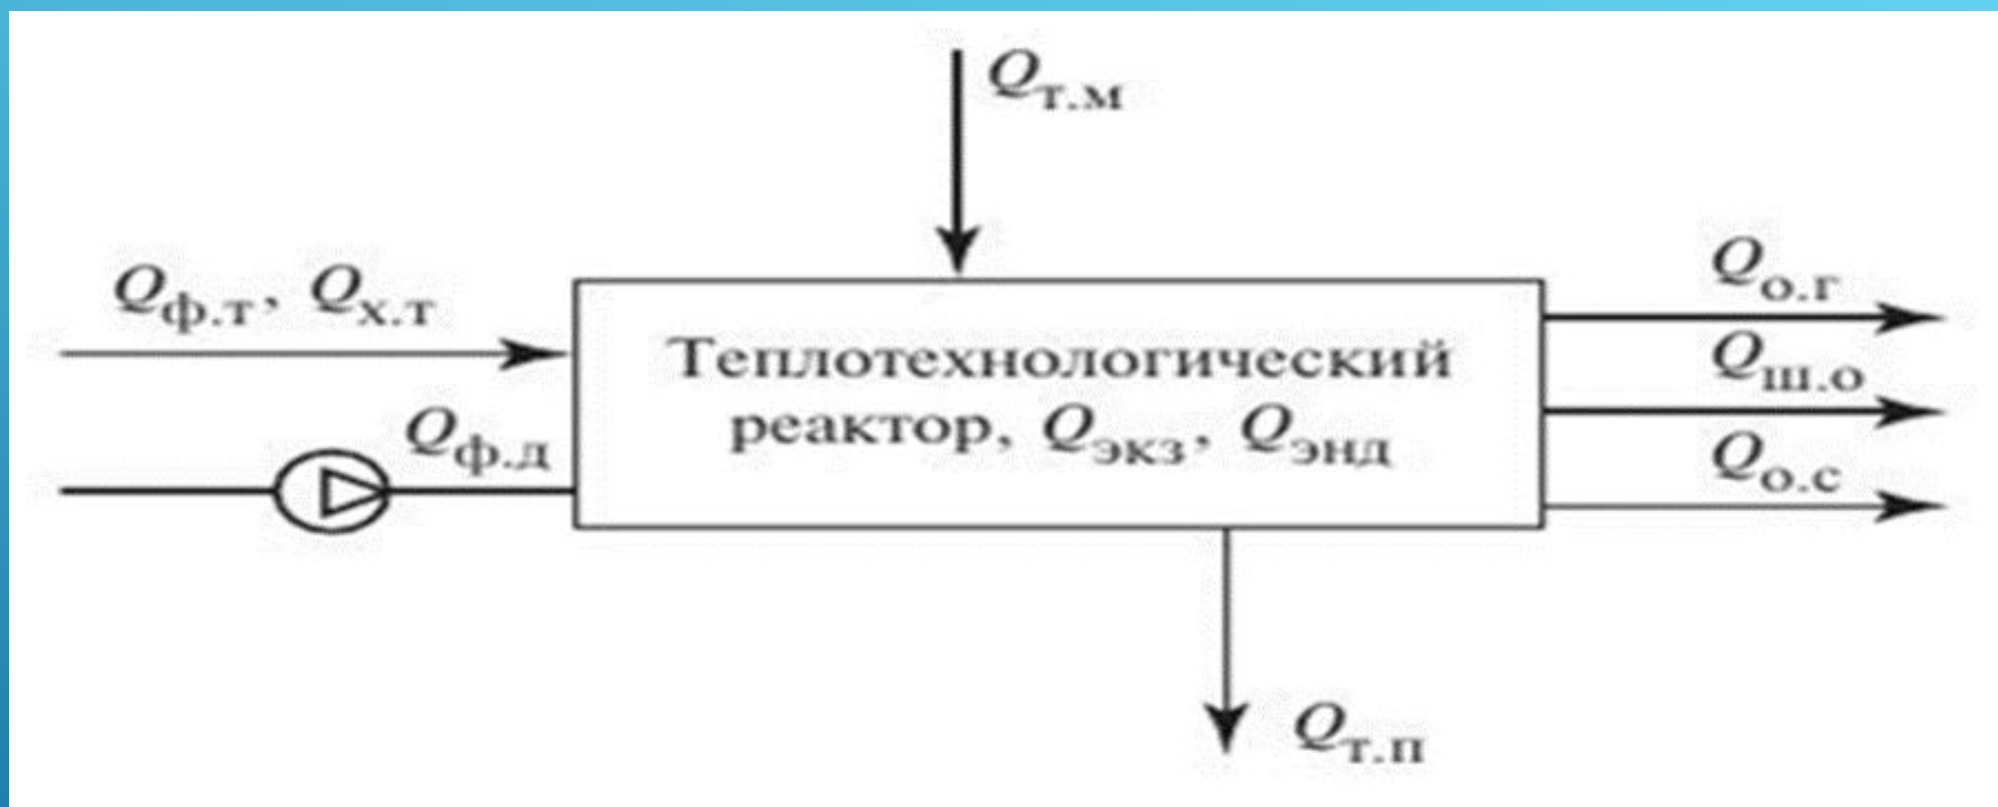 Qт.м
Qф.т, Qх.т
Qф.д
Теплотехнологический
реактор, Qэкз, Qэнд
Qо.г
Qш.о
Qо.с
Qт.п